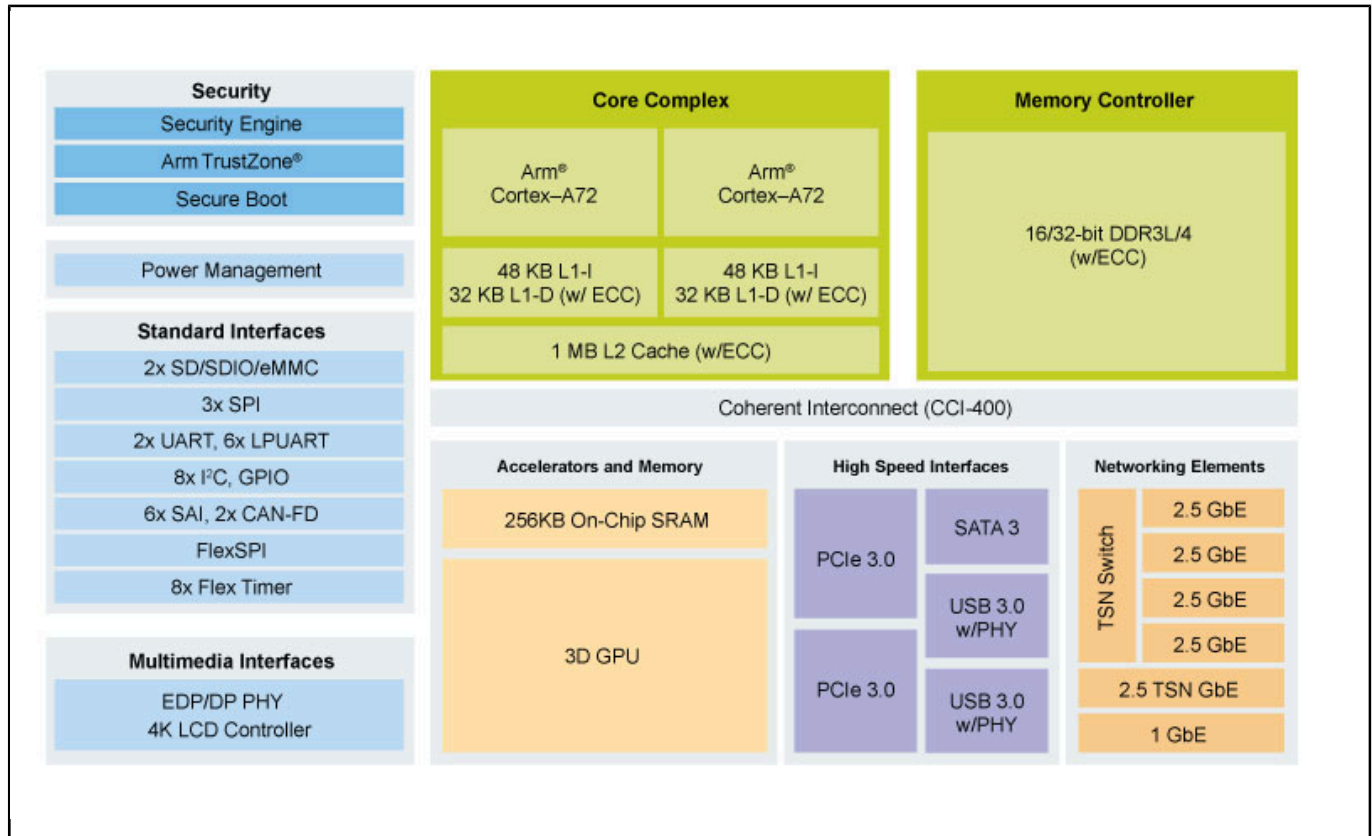 Security
Security Engine
Arm TrustZone®
Secure Boot
Power Management
Standard Interfaces
2x SD/SDIO/eMMC
3x SPI
2x UART, 6x LPUART
8x I²C, GPIO
6x SAI, 2x CAN-FD
FlexSPI
8x Flex Timer
Multimedia Interfaces
EDP/DP PHY
4K LCD Controller
Core Complex
Arm®
Cortex–A72
Arm®
Cortex–A72
48 KB L1-I
32 KB L1-D (w/ ECC)
48 KB L1-I
32 KB L1-D (w/ ECC)
1 MB L2 Cache (w/ECC)
Memory Controller
16/32-bit DDR3L/4
(w/ECC)
Coherent Interconnect (CCI-400)
Accelerators and Memory
256KB On-Chip SRAM
3D GPU
High Speed Interfaces
PCIe 3.0
PCIe 3.0
SATA 3
USB 3.0
w/PHY
USB 3.0
w/PHY
Networking Elements
TSN Switch
2.5 GbE
2.5 GbE
2.5 GbE
2.5 GbE
2.5 TSN GbE
1 GbE